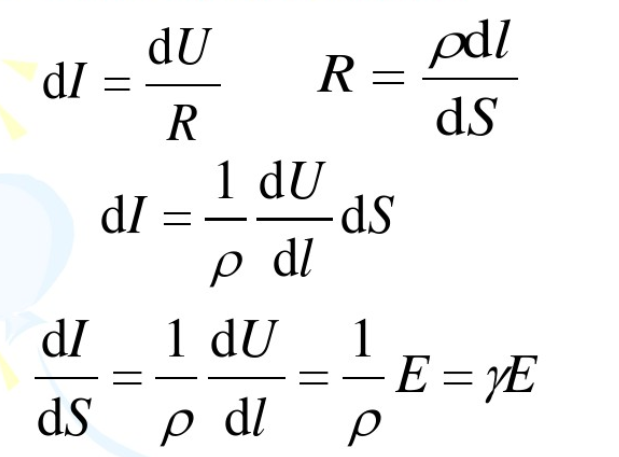 dI = dU/R    R = ρdl/dS
dI = 1/ρ dU/dl dS
dI/dS = 1/ρ dU/dl = 1/ρ E = γE